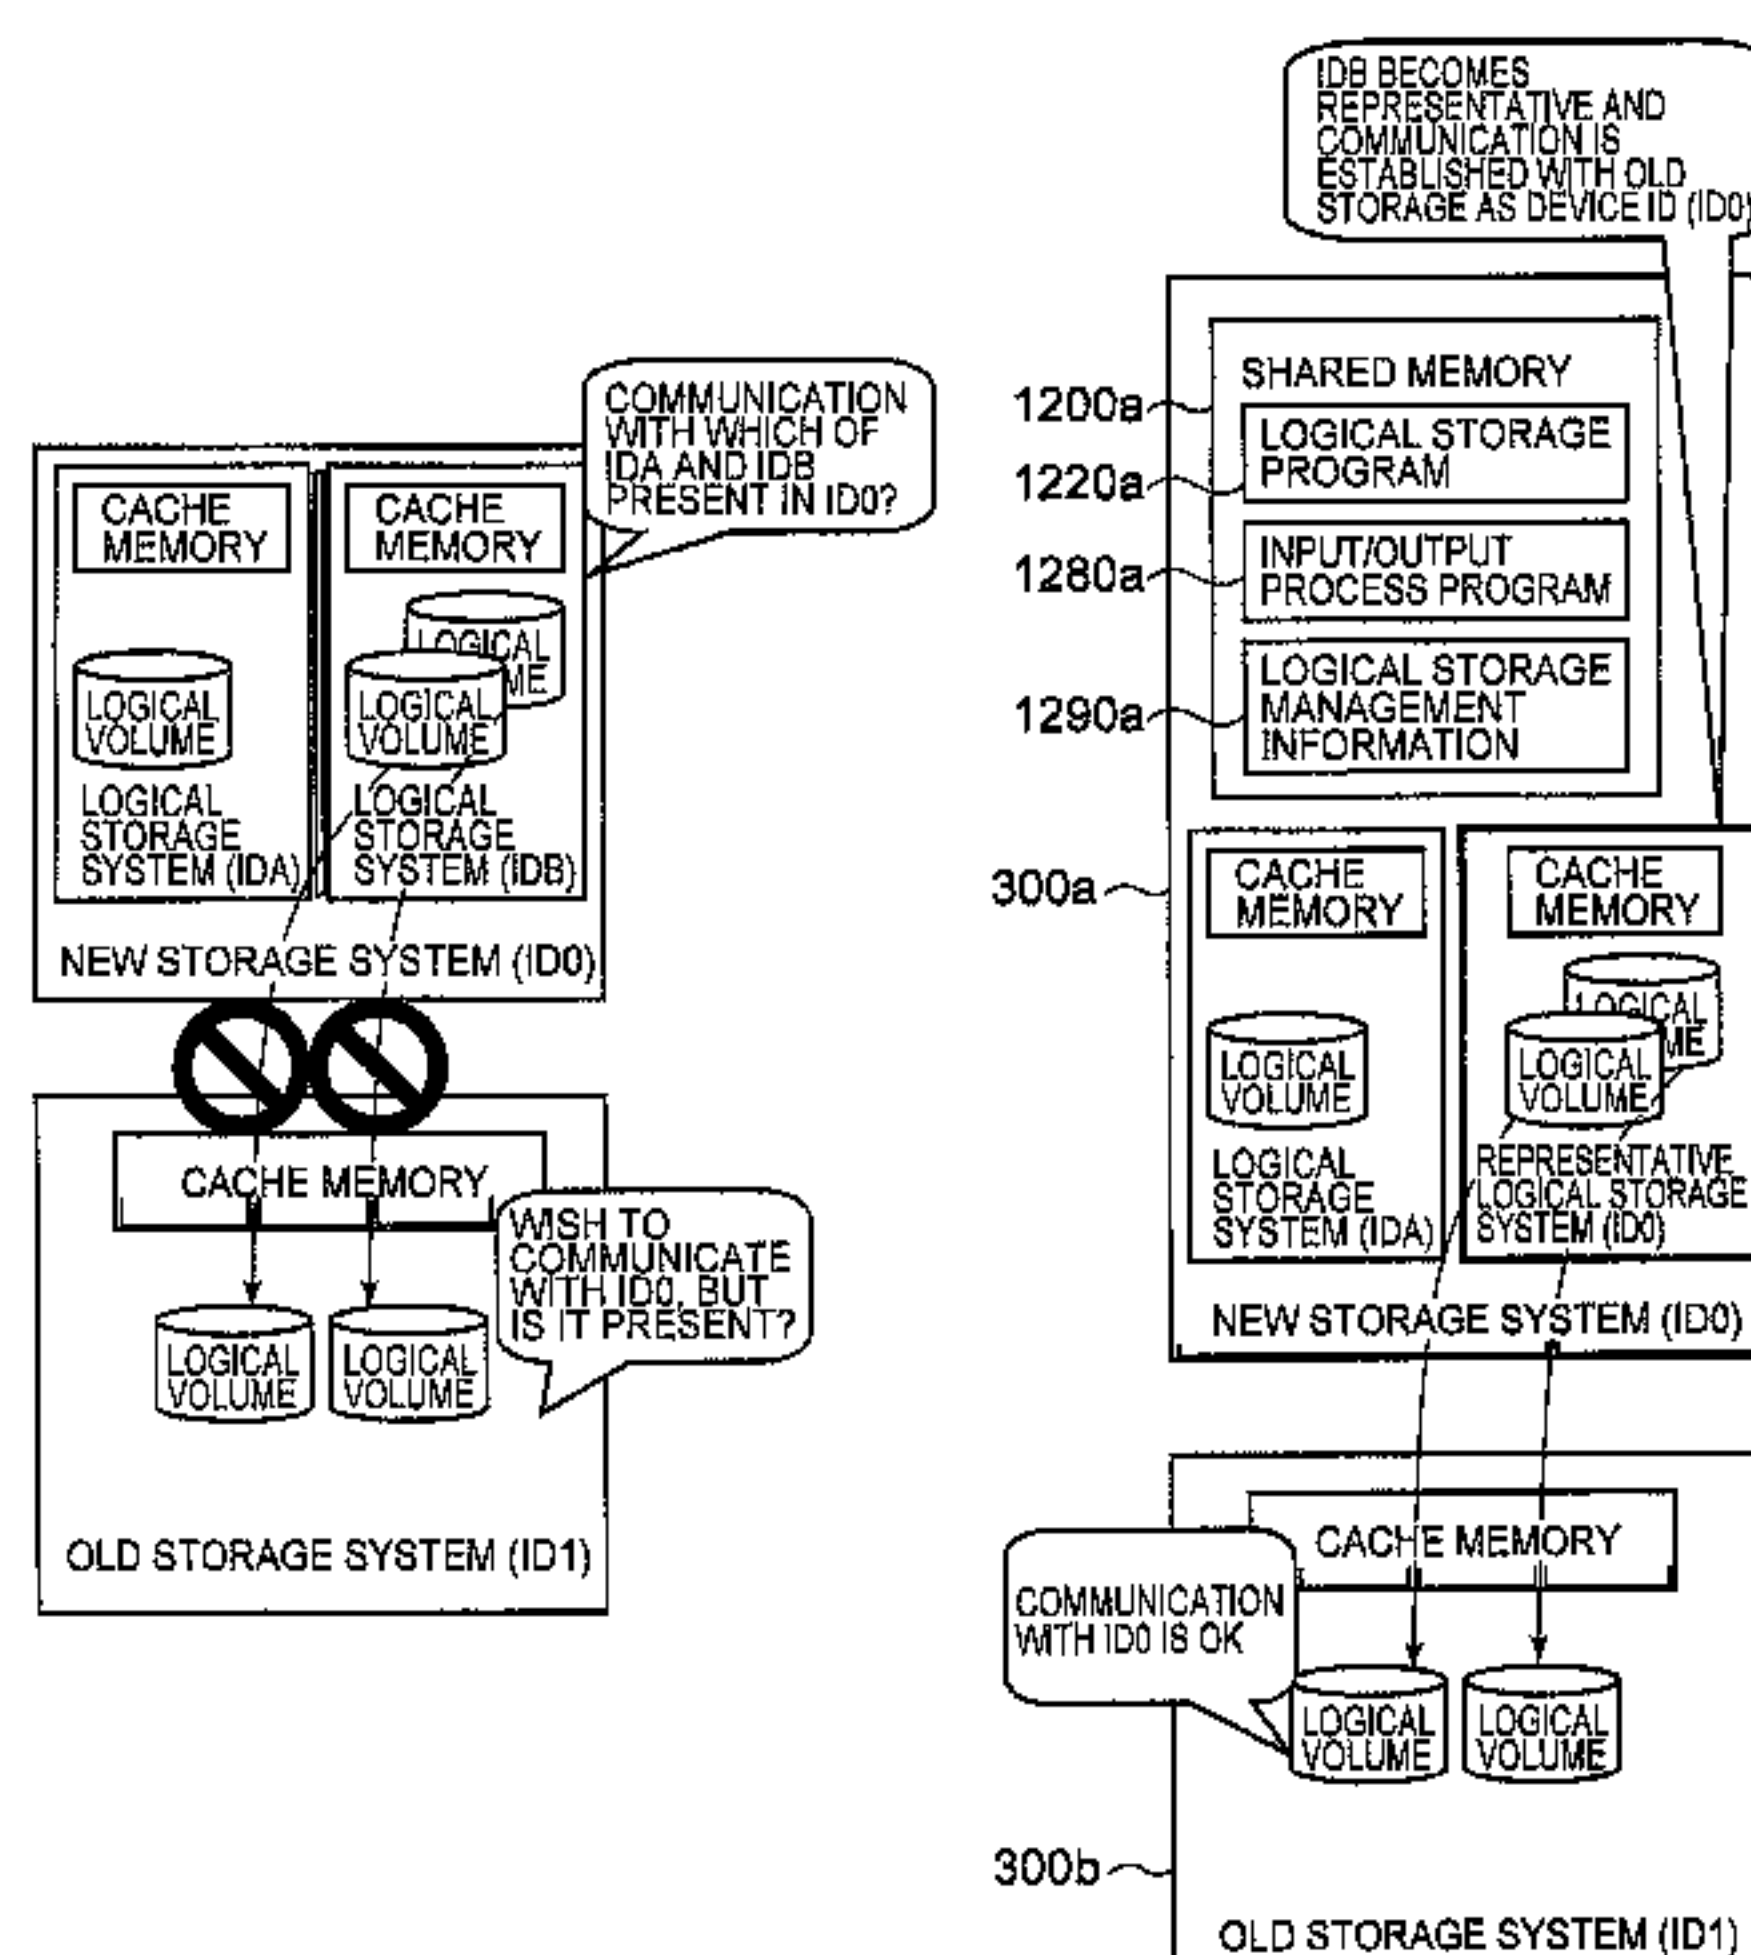 COMMUNICATION
WITH WHICH OF
IDA AND IDB
PRESENT IN ID0?
CACHE
MEMORY
CACHE
MEMORY
LOGICAL
VOLUME
LOGICAL
ME
LOGICAL
VOLUME
LOGICAL
STORAGE
SYSTEM (IDA)
LOGICAL
STORAGE
SYSTEM (IDB)
NEW STORAGE SYSTEM (ID0)
CACHE MEMORY
WISH TO
COMMUNICATE
WITH ID0, BUT
IS IT PRESENT?
LOGICAL
VOLUME
LOGICAL
VOLUME
OLD STORAGE SYSTEM (ID1)
IDB BECOMES
REPRESENTATIVE AND
COMMUNICATION IS
ESTABLISHED WITH OLD
STORAGE AS DEVICE ID (ID0)
SHARED MEMORY
1200a
LOGICAL STORAGE
PROGRAM
1220a
INPUT/OUTPUT
PROCESS PROGRAM
1280a
LOGICAL STORAGE
MANAGEMENT
INFORMATION
1290a
300a
CACHE
MEMORY
CACHE
MEMORY
LOGICAL
VOLUME
LOGICAL
ME
LOGICAL
VOLUME
LOGICAL
STORAGE
SYSTEM (IDA)
REPRESENTATIVE
LOGICAL STORAGE
SYSTEM (ID0)
NEW STORAGE SYSTEM (ID0)
CACHE MEMORY
COMMUNICATION
WITH ID0 IS OK
LOGICAL
VOLUME
LOGICAL
VOLUME
300b
OLD STORAGE SYSTEM (ID1)